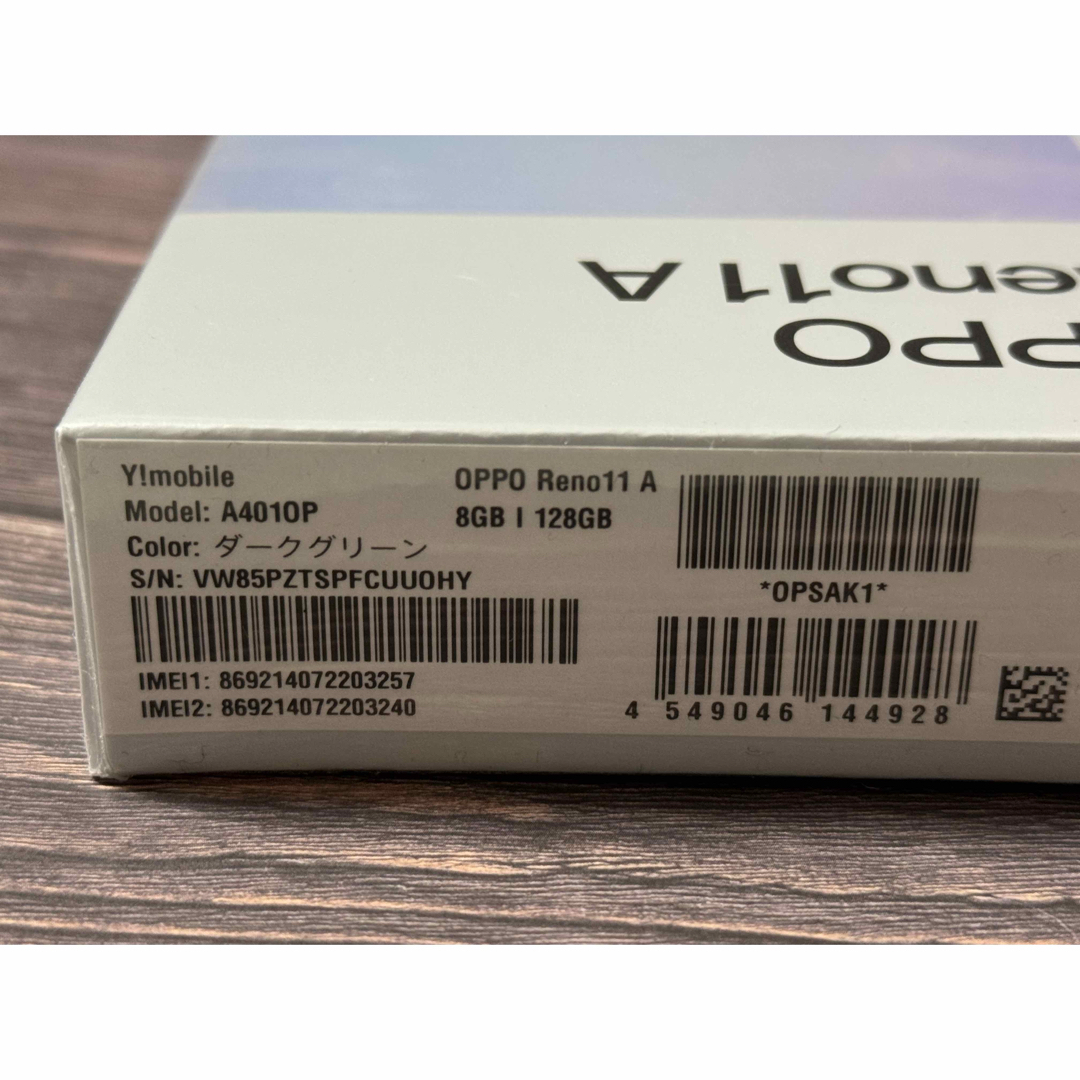 Reno11 A
OPPO
Y!mobile
OPPO Reno11 A
Model: A401OP
8GB | 128GB
Color: ダークグリーン
S/N: VW85PZTSPFCUUOHY
*OPSAK1*
IMEI1: 869214072203257
IMEI2: 869214072203240
4 549046 144928